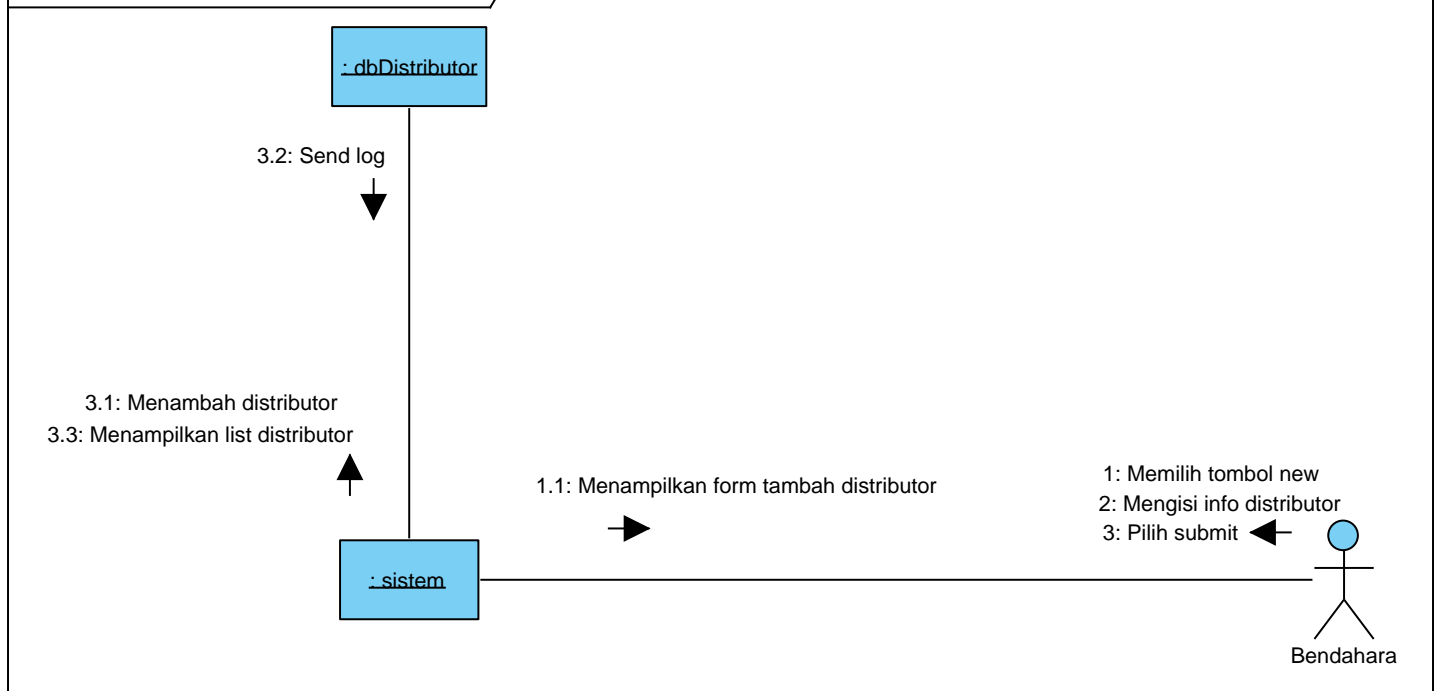 : dbDistributor
3.2: Send log
3.1: Menambah distributor
3.3: Menampilkan list distributor
1.1: Menampilkan form tambah distributor
1: Memilih tombol new
2: Mengisi info distributor
3: Pilih submit
: sistem
Bendahara